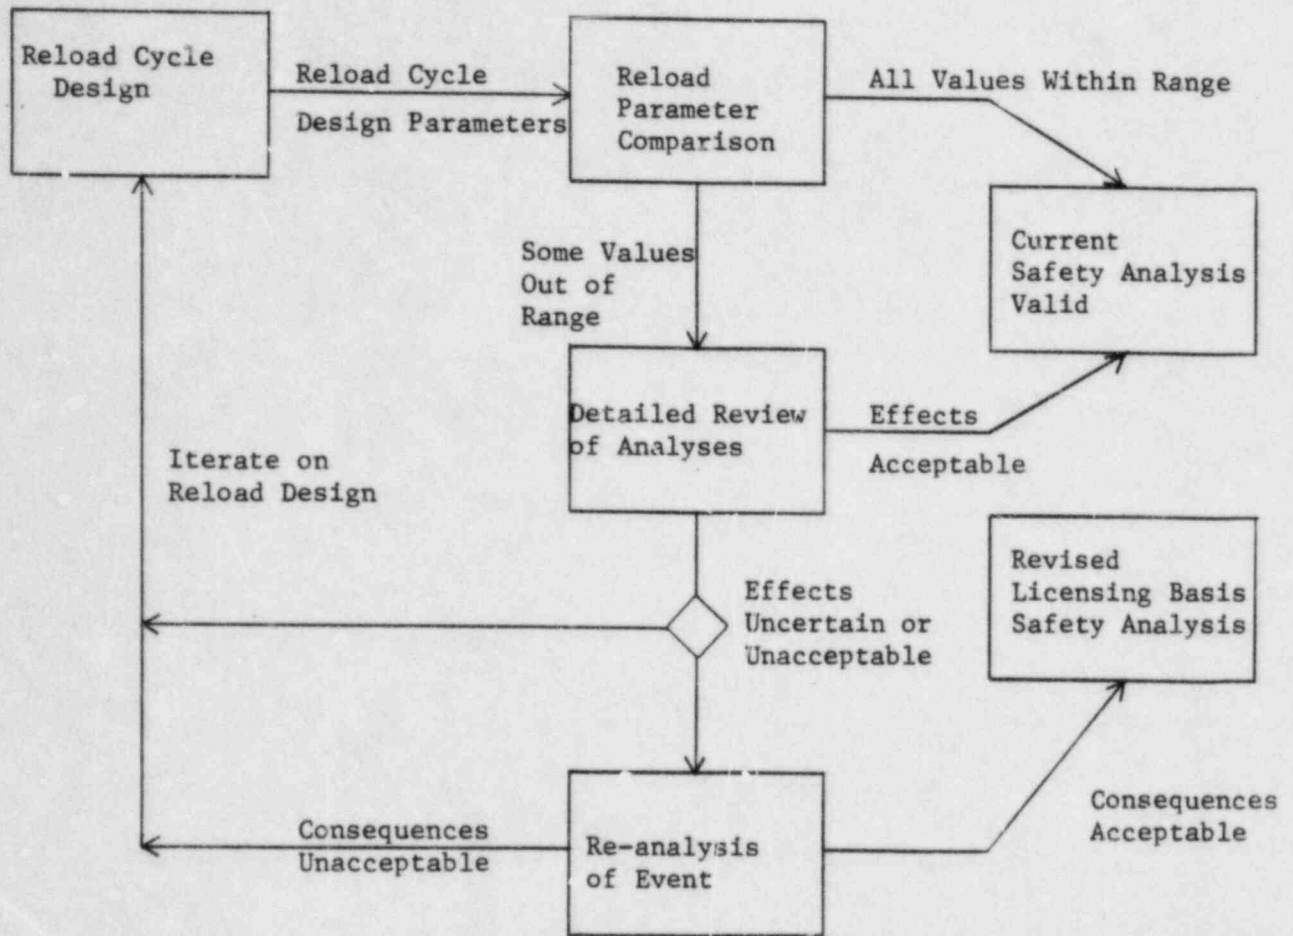 Reload Cycle
Design
Reload Cycle
Design Parameters
Reload
Parameter
Comparison
All Values Within Range
Some Values
Out of
Range
Current
Safety Analysis
Valid
Detailed Review
of Analyses
Effects
Acceptable
Iterate on
Reload Design
Effects
Uncertain or
Unacceptable
Revised
Licensing Basis
Safety Analysis
Consequences
Unacceptable
Re-analysis
of Event
Consequences
Acceptable